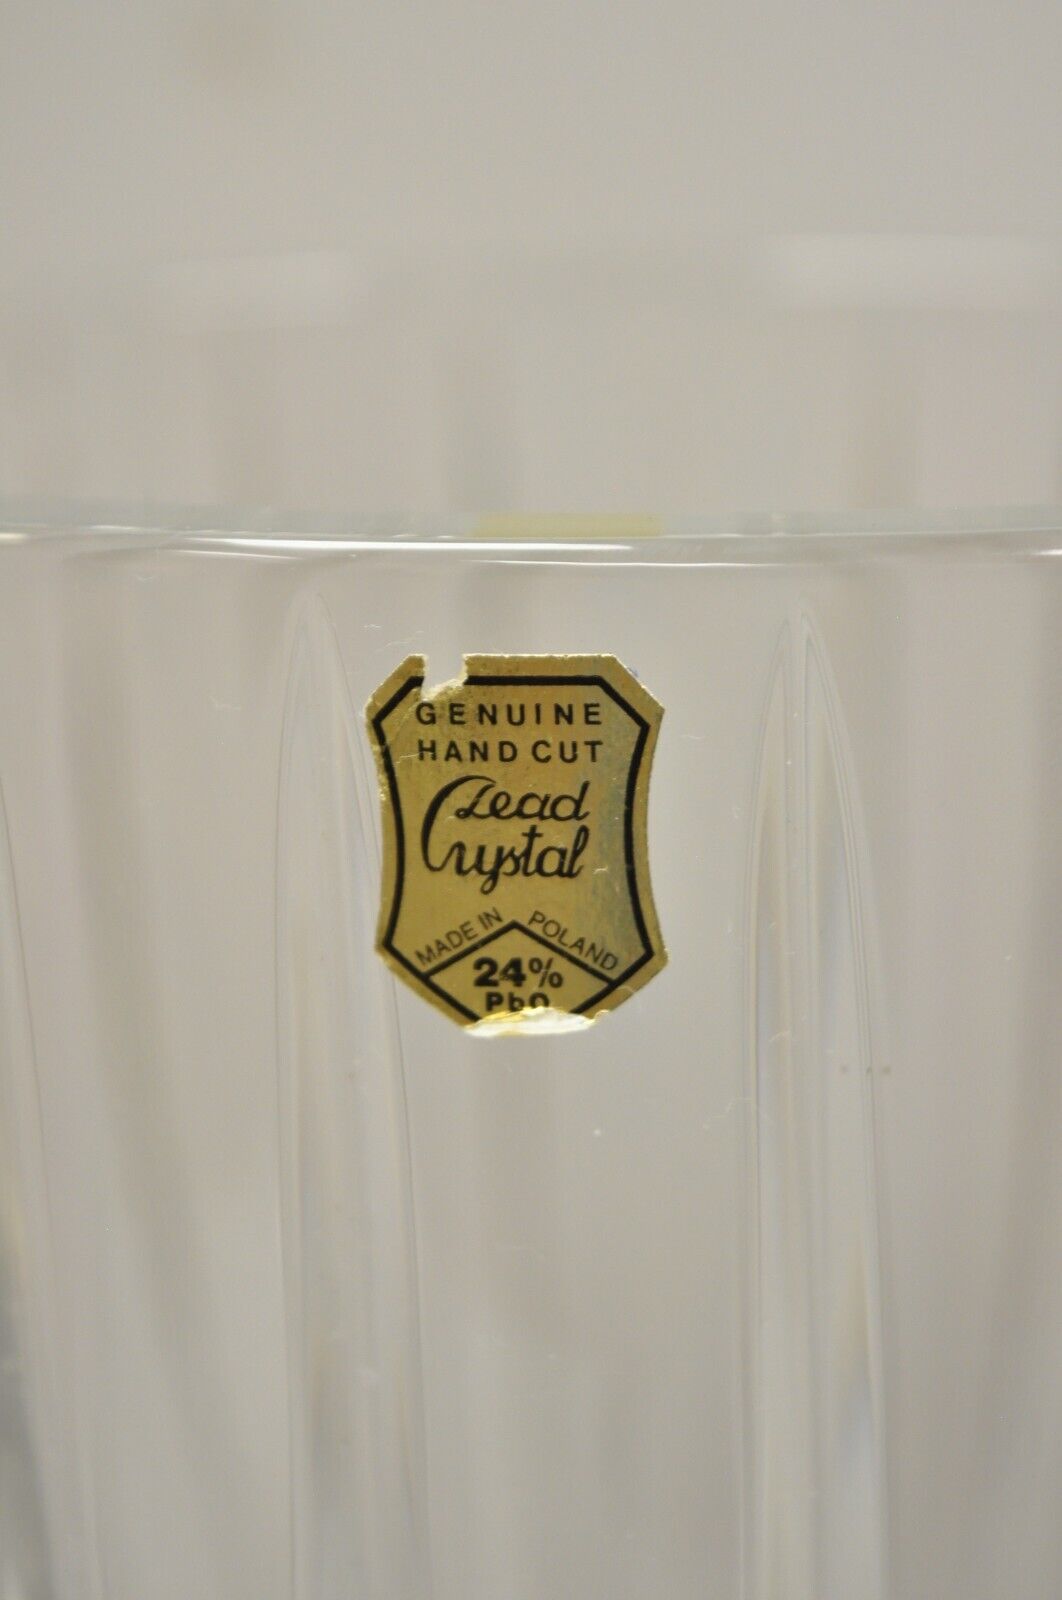 GENUINE
HAND CUT
Lead
Crystal
MADE IN POLAND
24%
PbO